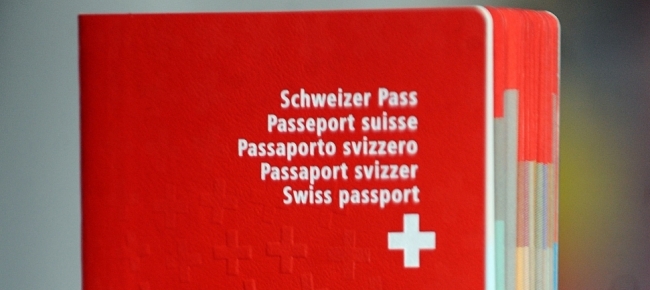 Schweizer Pass
Passeport suisse
Passaporto svizzero
Passaport svizzer
Swiss passport